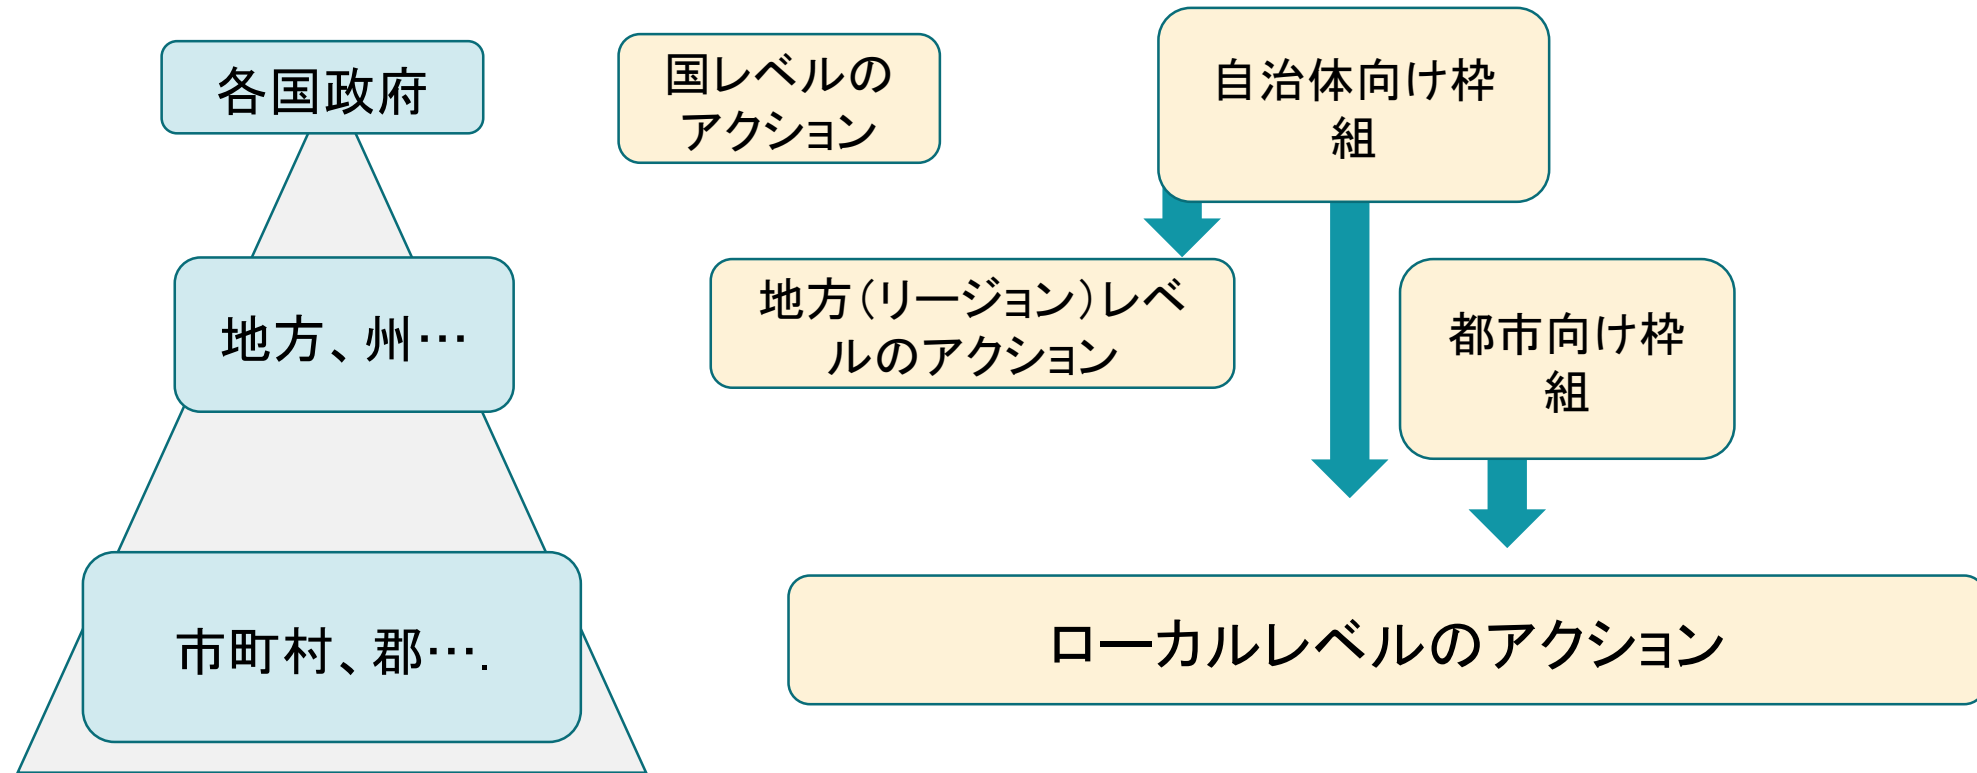 各国政府
国レベルの
アクション
自治体向け枠
組
地方、州…
地方（リージョン）レベ
ルのアクション
都市向け枠
組
市町村、郡….
ローカルレベルのアクション